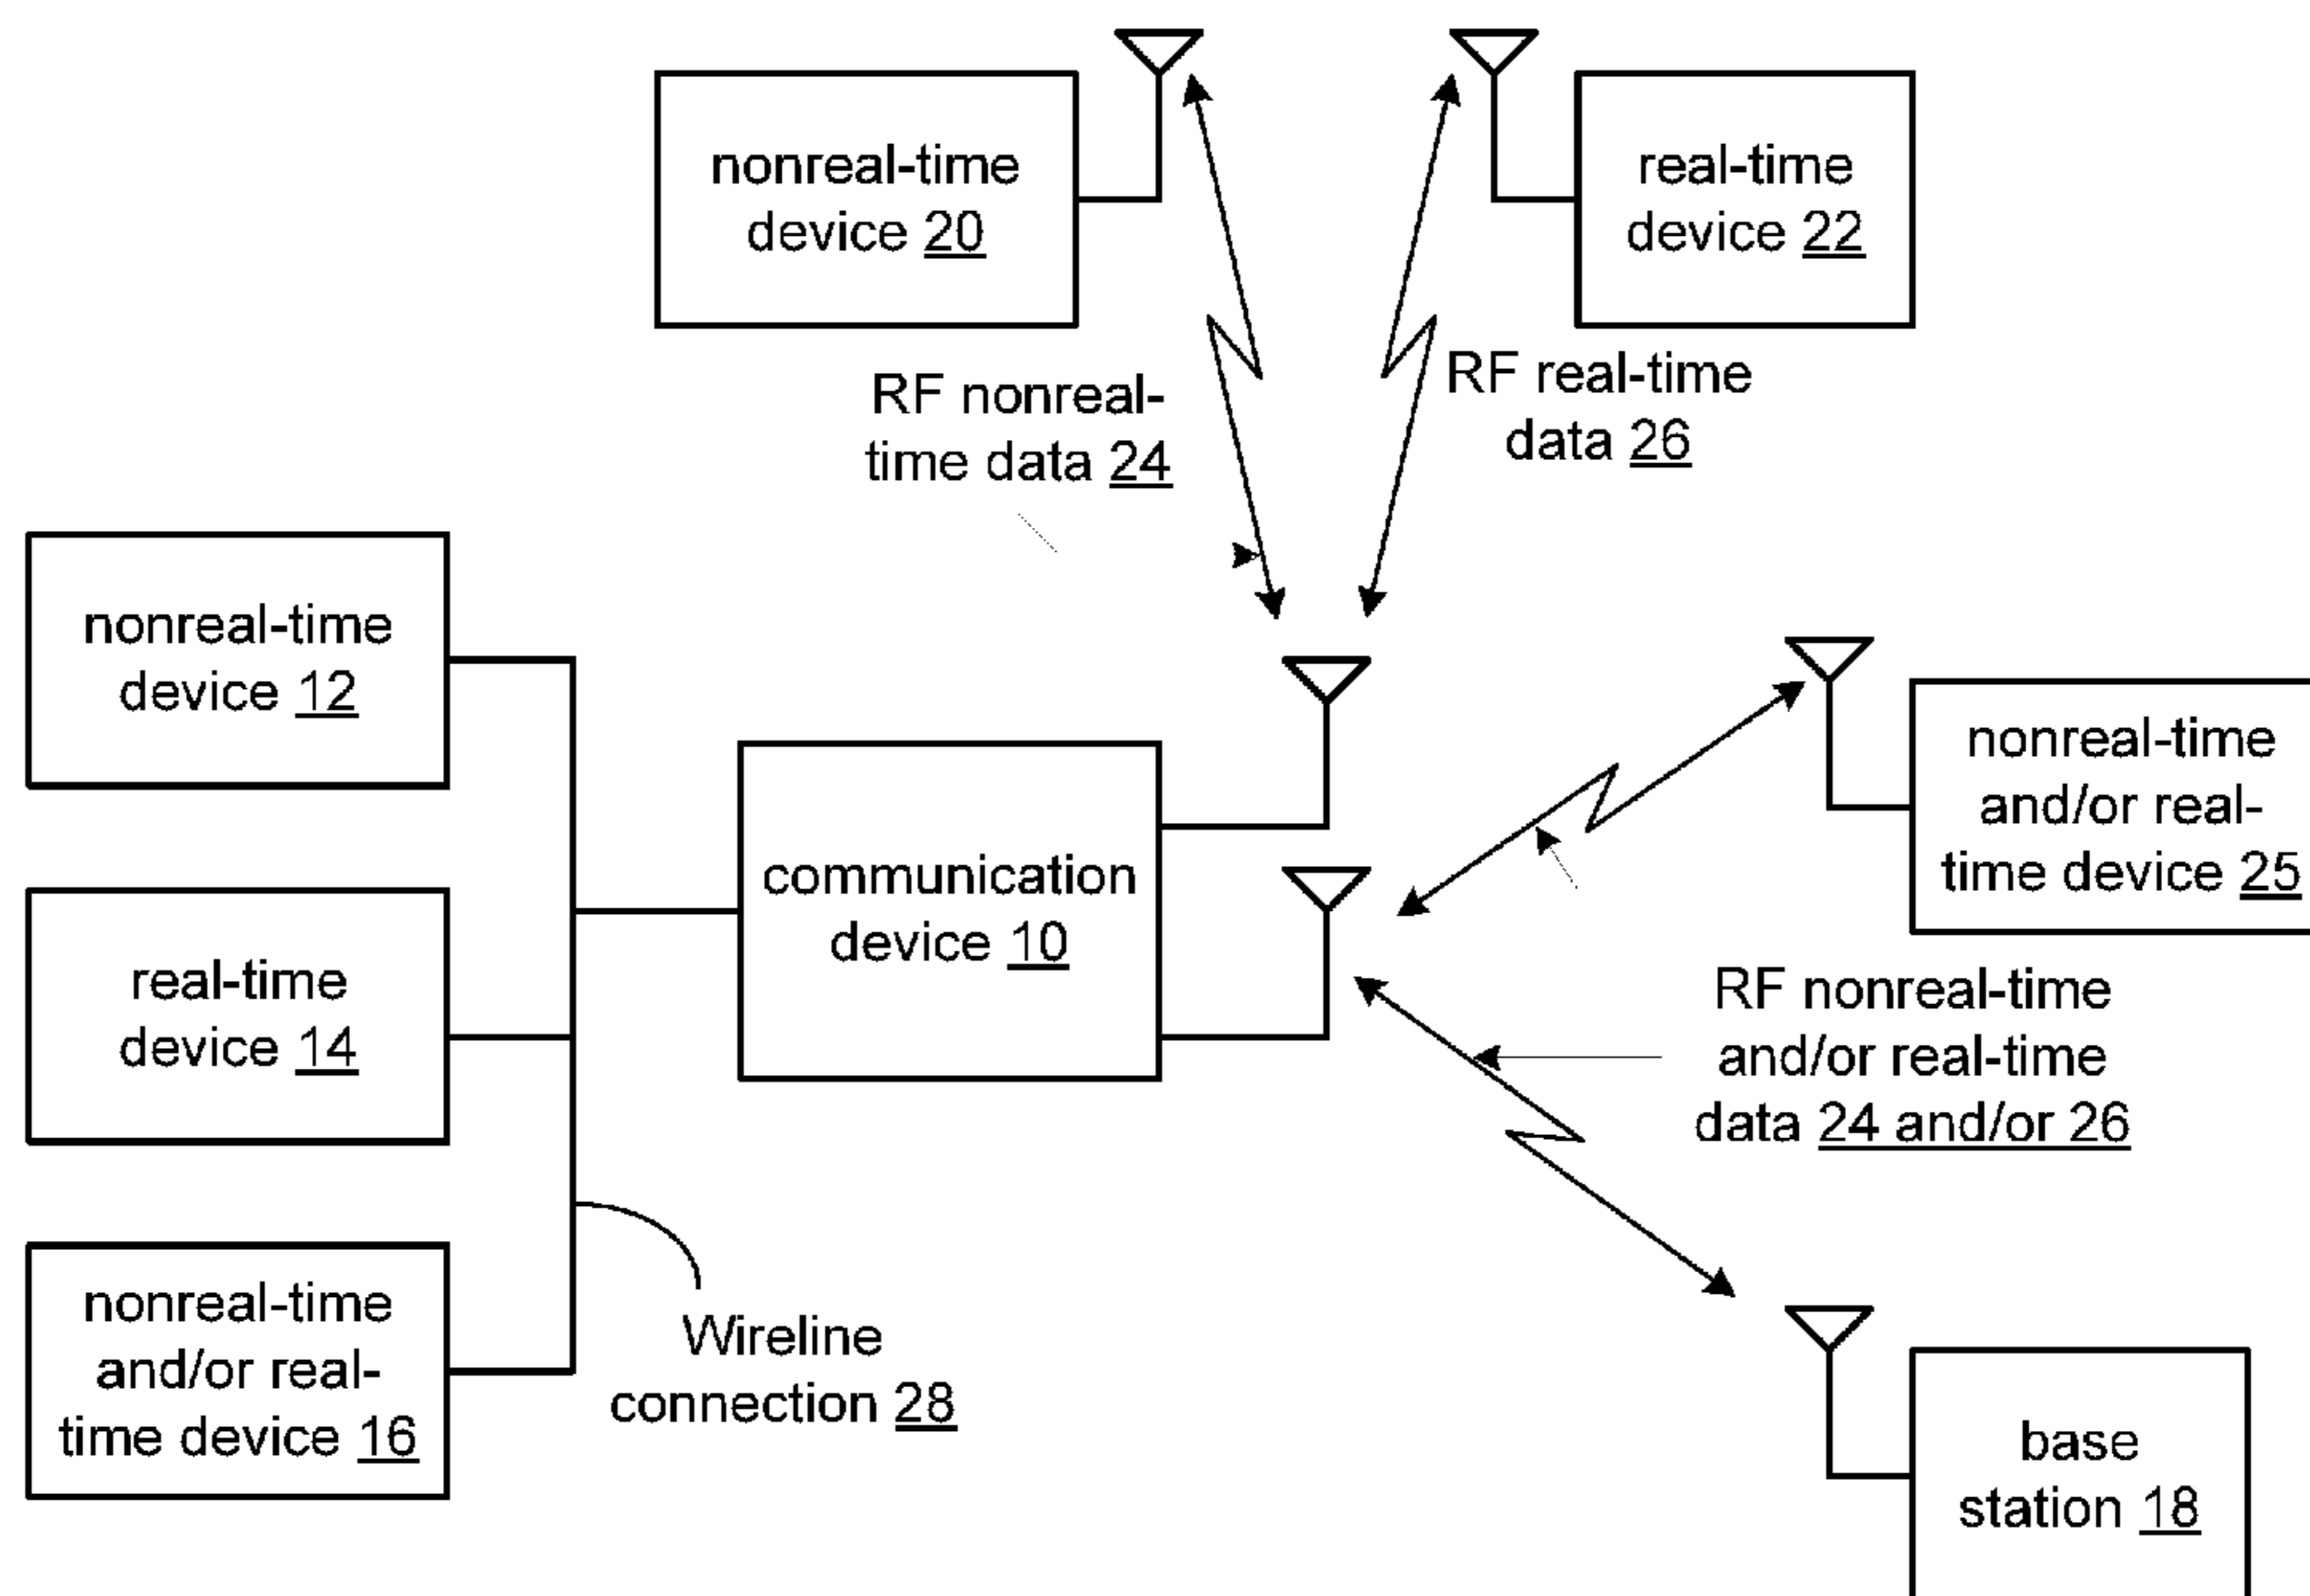 nonreal-time
device 20
real-time
device 22
RF nonreal-
time data 24
RF real-time
data 26
nonreal-time
device 12
communication
device 10
nonreal-time
and/or real-
time device 25
real-time
device 14
RF nonreal-time
and/or real-time
data 24 and/or 26
nonreal-time
and/or real-
time device 16
Wireline
connection 28
base
station 18